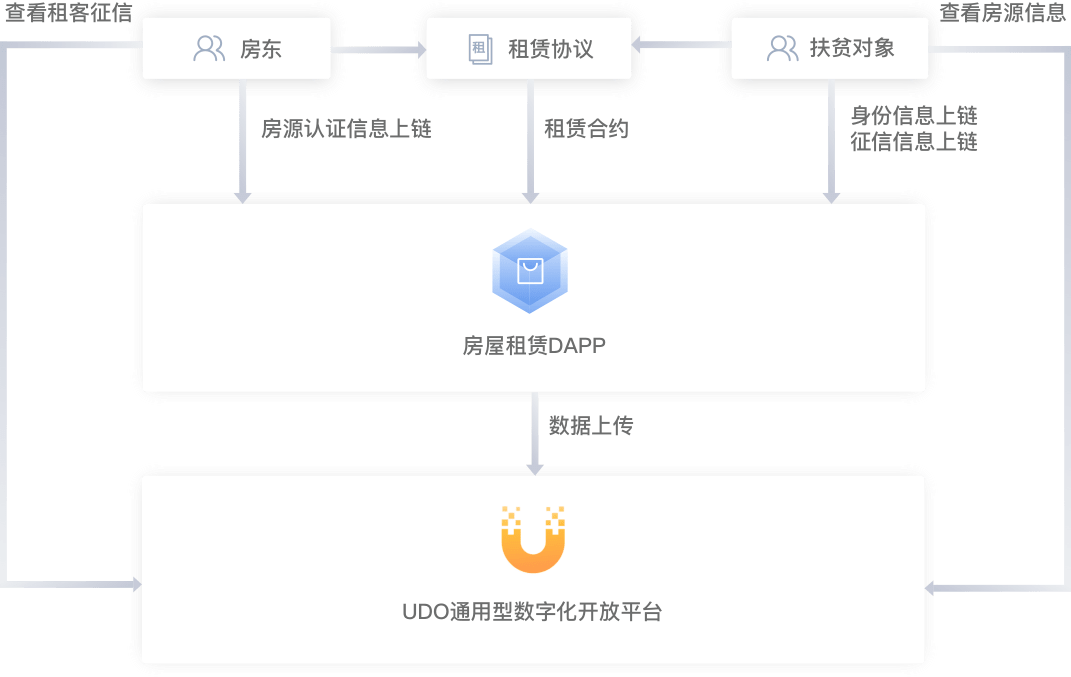 查看租客征信
查看房源信息
房东
租
租赁协议
扶贫对象
房源认证信息上链
租赁合约
身份信息上链
征信信息上链
房屋租赁DAPP
数据上传
UDO通用型数字化开放平台